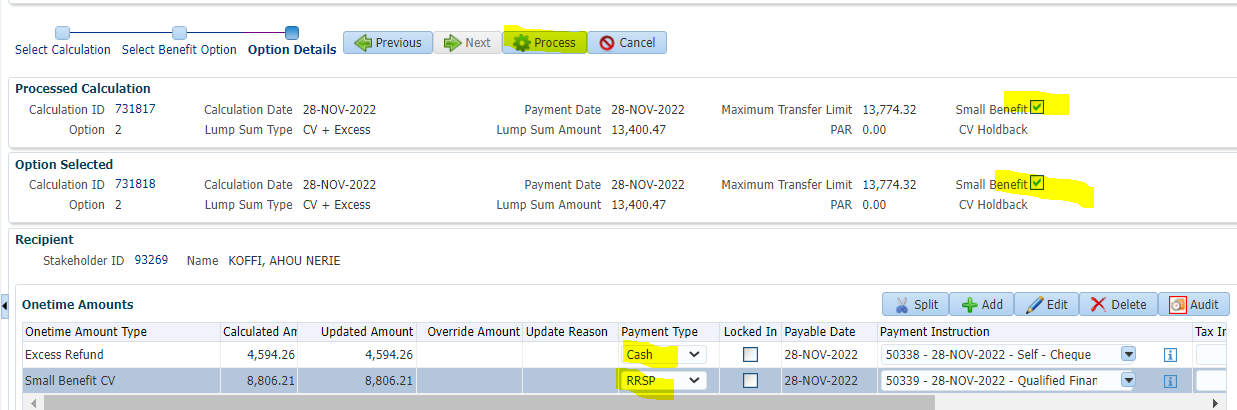 Select Calculation Select Benefit Option Option Details Previous Next Process Cancel
Processed Calculation
Calculation ID 731817 Calculation Date 28-NOV-2022 Payment Date 28-NOV-2022 Maximum Transfer Limit 13,774.32 Small Benefit
Option 2 Lump Sum Type CV + Excess Lump Sum Amount 13,400.47 PAR 0.00 CV Holdback
Option Selected
Calculation ID 731818 Calculation Date 28-NOV-2022 Payment Date 28-NOV-2022 Maximum Transfer Limit 13,774.32 Small Benefit
Option 2 Lump Sum Type CV + Excess Lump Sum Amount 13,400.47 PAR 0.00 CV Holdback
Recipient
Stakeholder ID 93269 Name KOFFI, AHOU NERIE
Onetime Amounts Split Add Edit Delete Audit
Onetime Amount Type Calculated Am Updated Amount Override Amount Update Reason Payment Type Locked In Payable Date Payment Instruction Tax In
Excess Refund 4,594.26 4,594.26 Cash 28-NOV-2022 50338 - 28-NOV-2022 - Self - Cheque
Small Benefit CV 8,806.21 8,806.21 RRSP 28-NOV-2022 50339 - 28-NOV-2022 - Qualified Finan